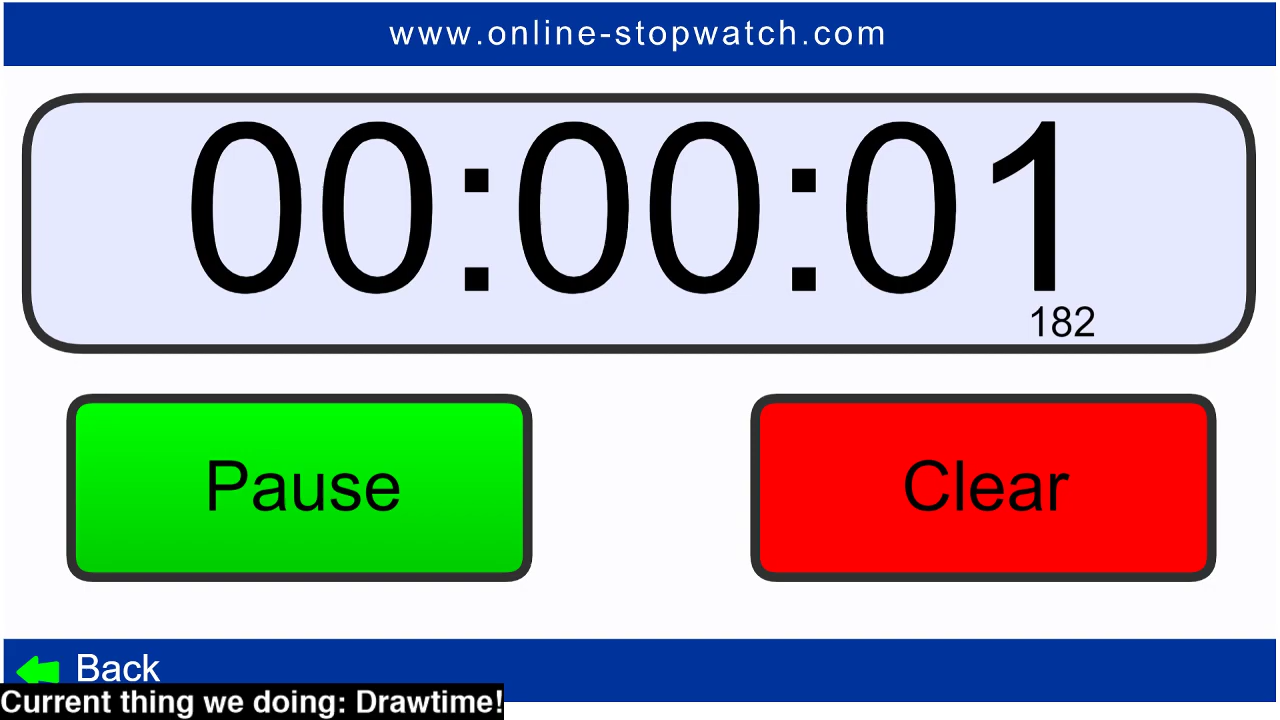 www.online-stopwatch.com
00:00:01
182
Pause
Clear
Back
Current thing we doing: Drawtime!